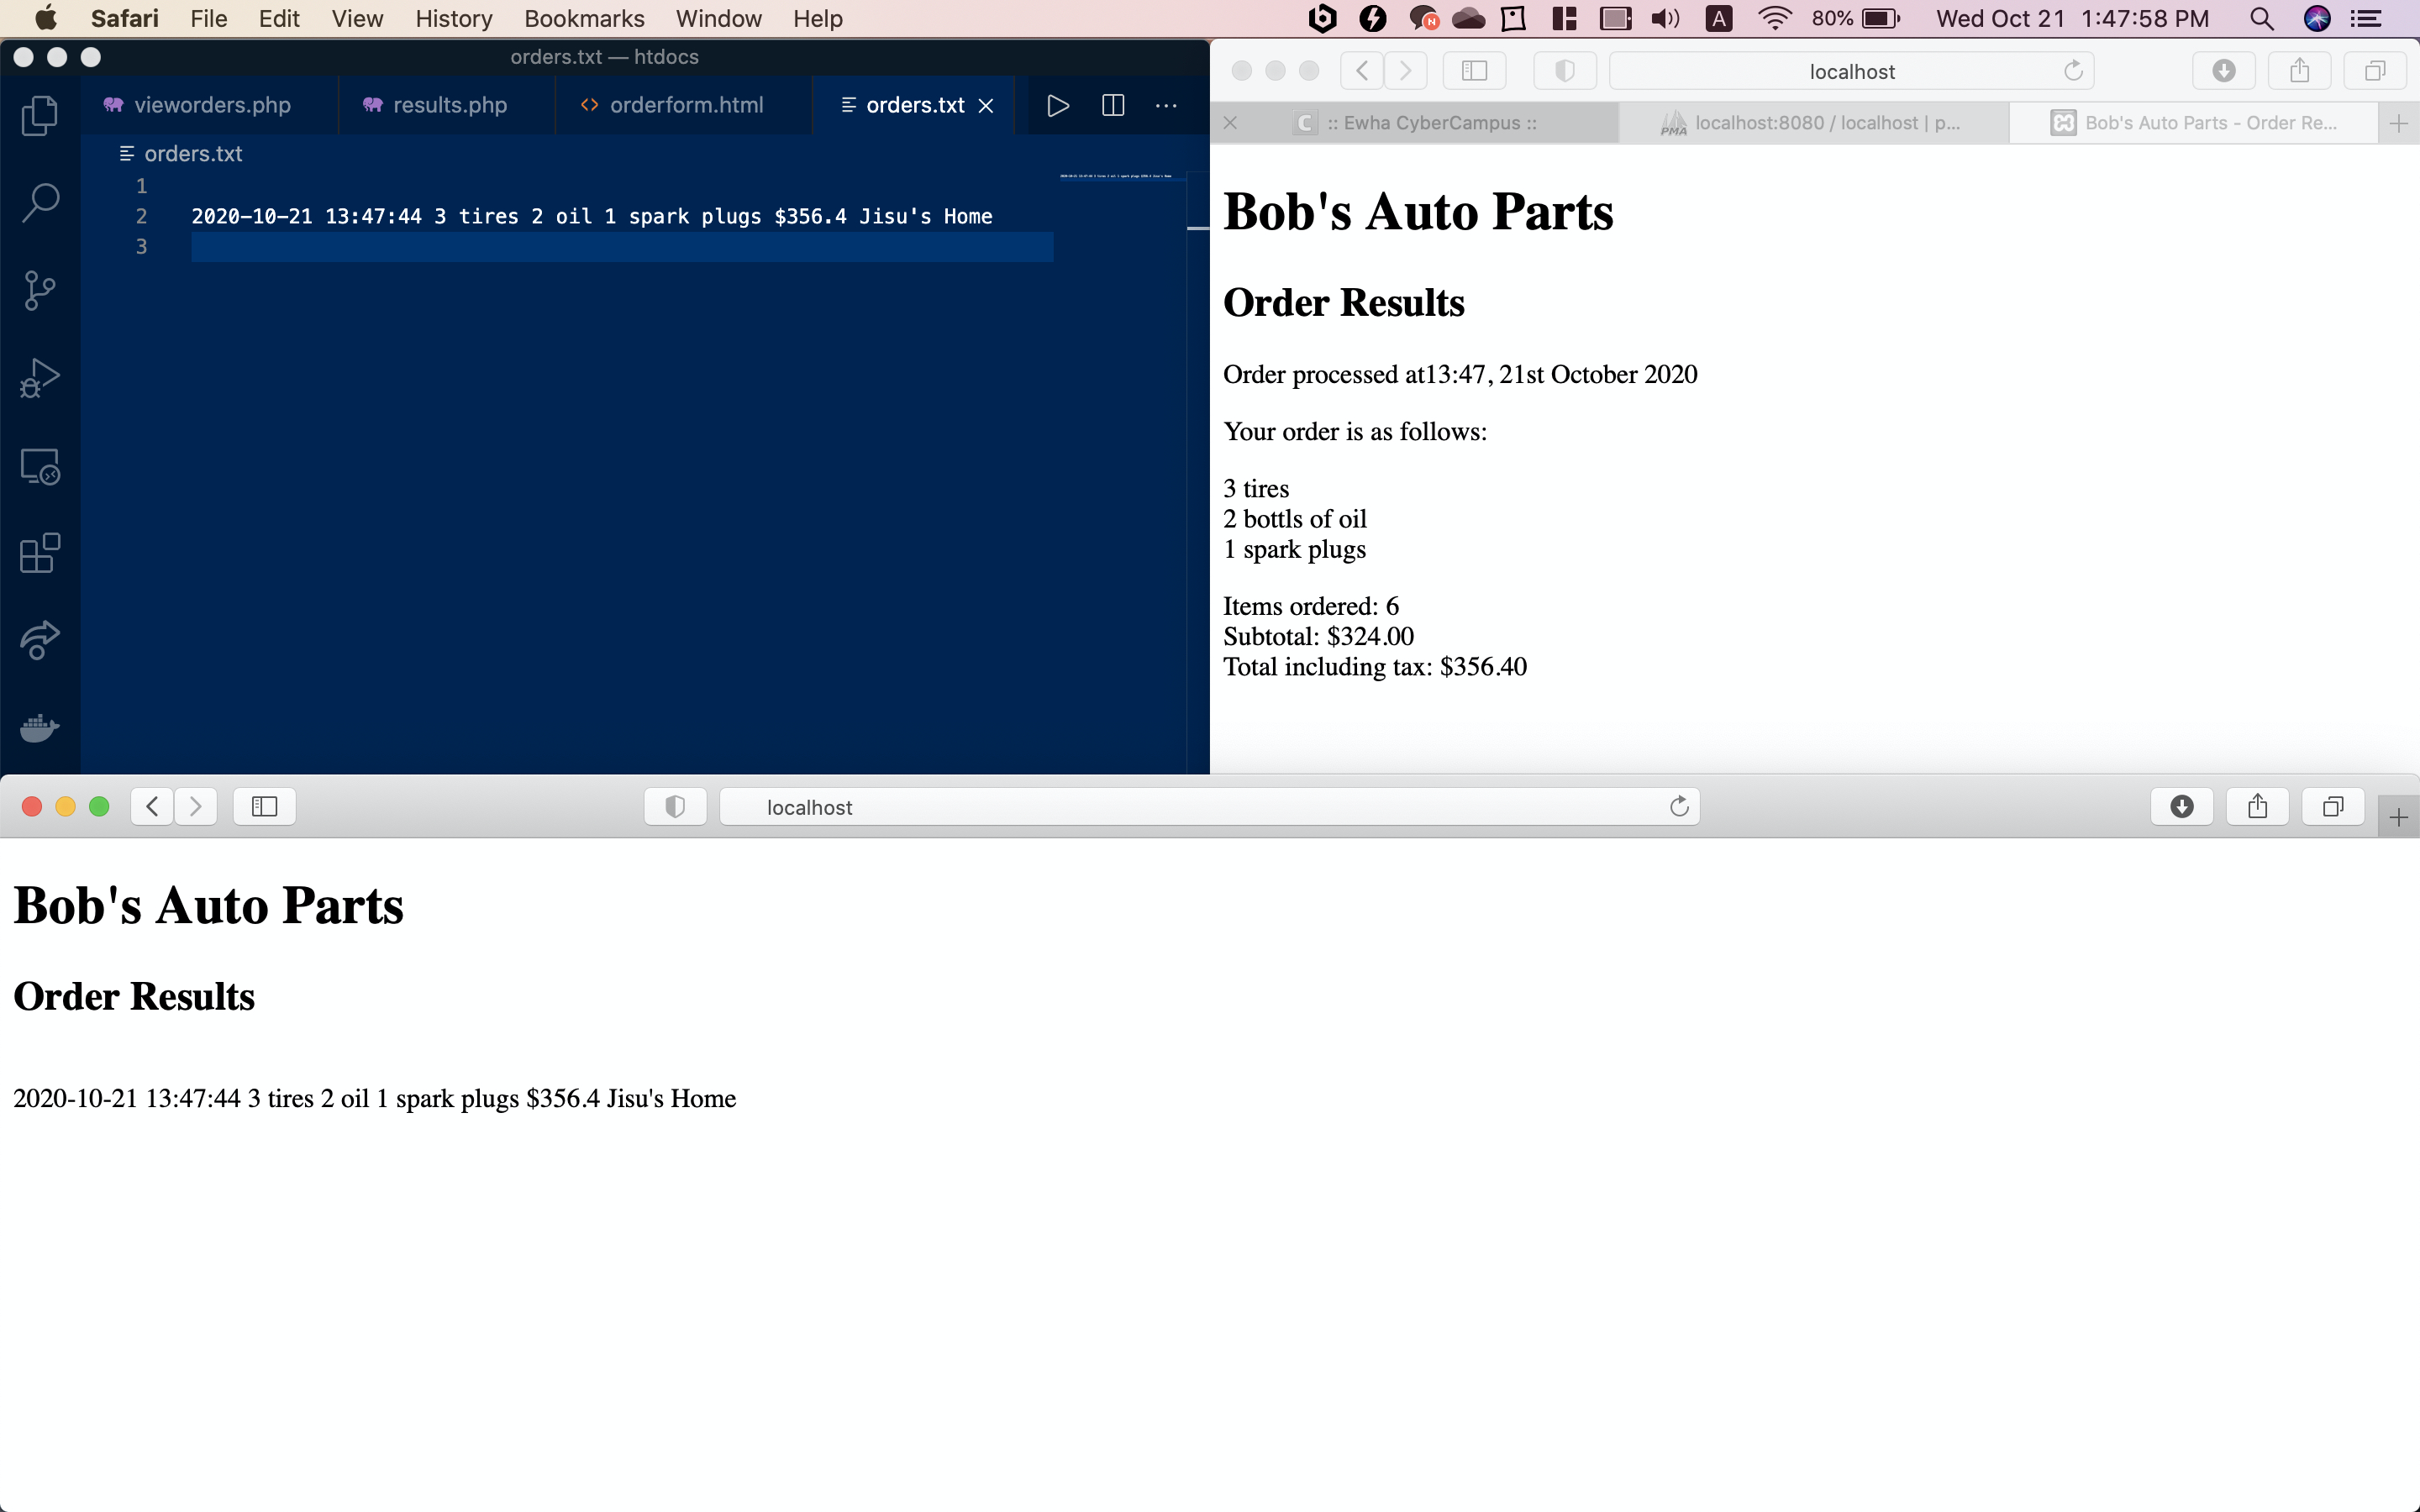 Safari File Edit View History Bookmarks Window Help A 80% Wed Oct 21 1:47:58 PM
orders.txt — htdocs
vieworders.php results.php orderform.html orders.txt
orders.txt
1
2 2020-10-21 13:47:44 3 tires 2 oil 1 spark plugs $356.4 Jisu's Home
3
localhost
C :: Ewha CyberCampus :: PMA localhost:8080 / localhost | p... Bob's Auto Parts - Order Re...
Bob's Auto Parts
Order Results
Order processed at13:47, 21st October 2020
Your order is as follows:
3 tires
2 bottls of oil
1 spark plugs
Items ordered: 6
Subtotal: $324.00
Total including tax: $356.40
localhost
Bob's Auto Parts
Order Results
2020-10-21 13:47:44 3 tires 2 oil 1 spark plugs $356.4 Jisu's Home